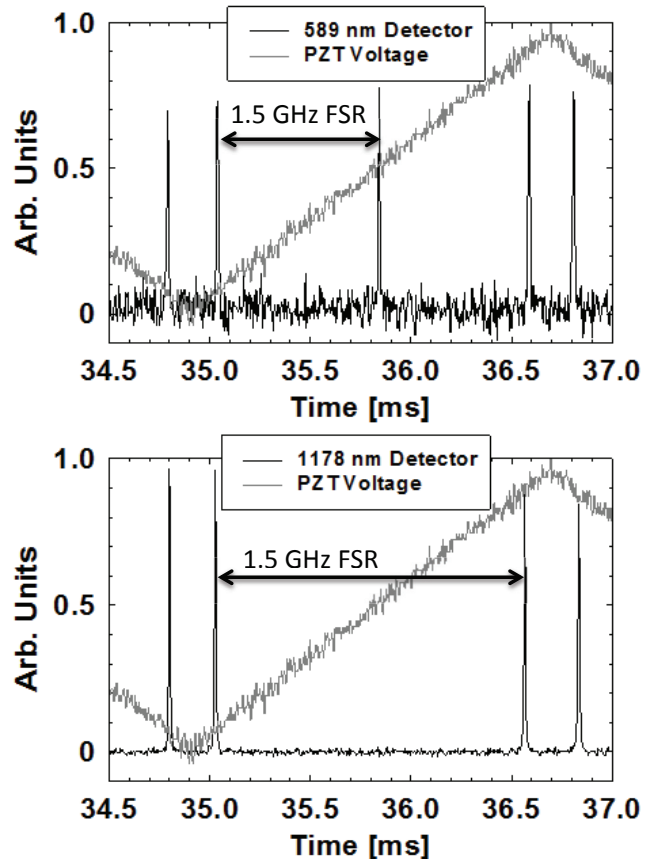 589 nm Detector
PZT Voltage
1.5 GHz FSR
Arb. Units
1.0
0.5
0
34.5 35.0 35.5 36.0 36.5 37.0
Time [ms]
1178 nm Detector
PZT Voltage
1.5 GHz FSR
Arb. Units
1.0
0.5
0
34.5 35.0 35.5 36.0 36.5 37.0
Time [ms]